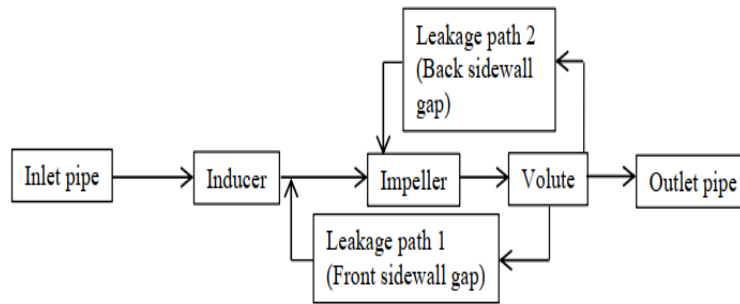 Leakage path 2
(Back sidewall
gap)
Inlet pipe
Inducer
Impeller
Volute
Outlet pipe
Leakage path 1
(Front sidewall gap)